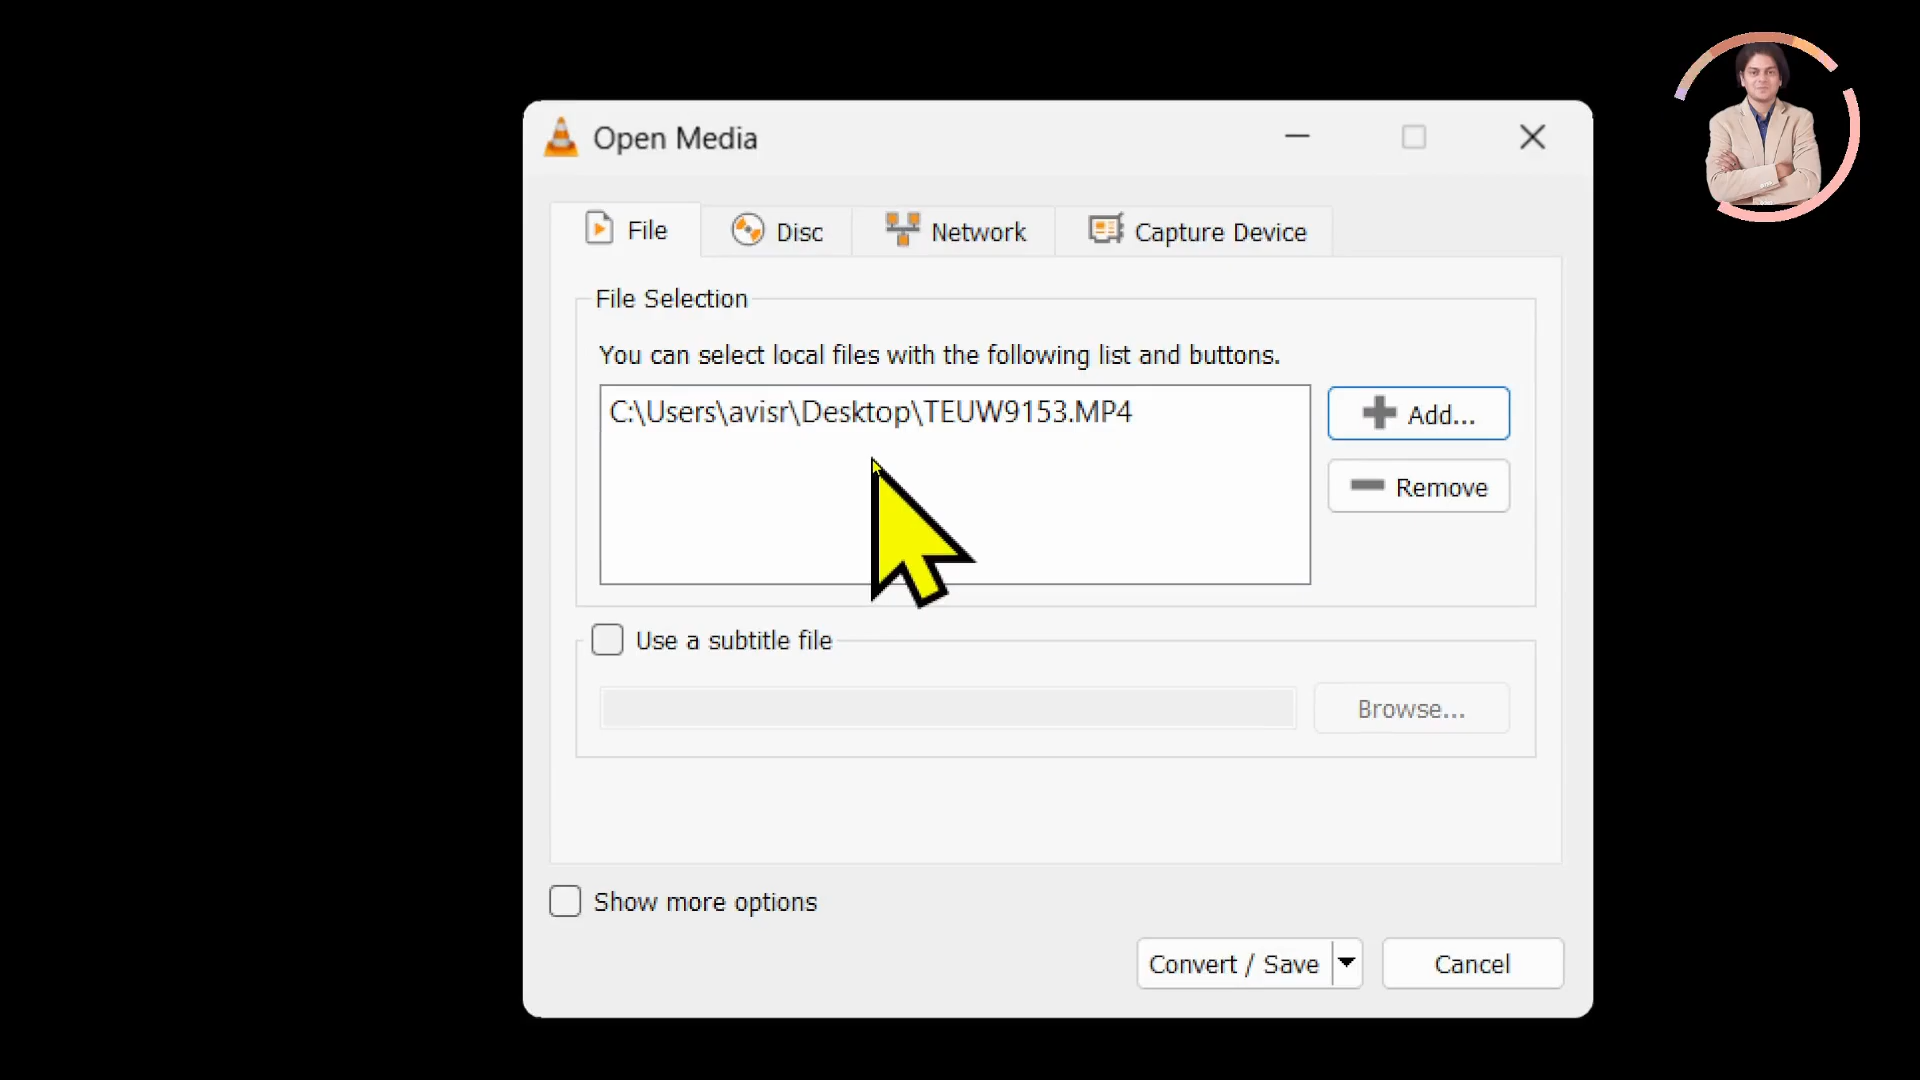 Open Media
File Disc Network Capture Device
File Selection
You can select local files with the following list and buttons.
C:\Users\avisr\Desktop\TEUW9153.MP4
Add...
Remove
Use a subtitle file
Browse...
Show more options
Convert / Save
Cancel